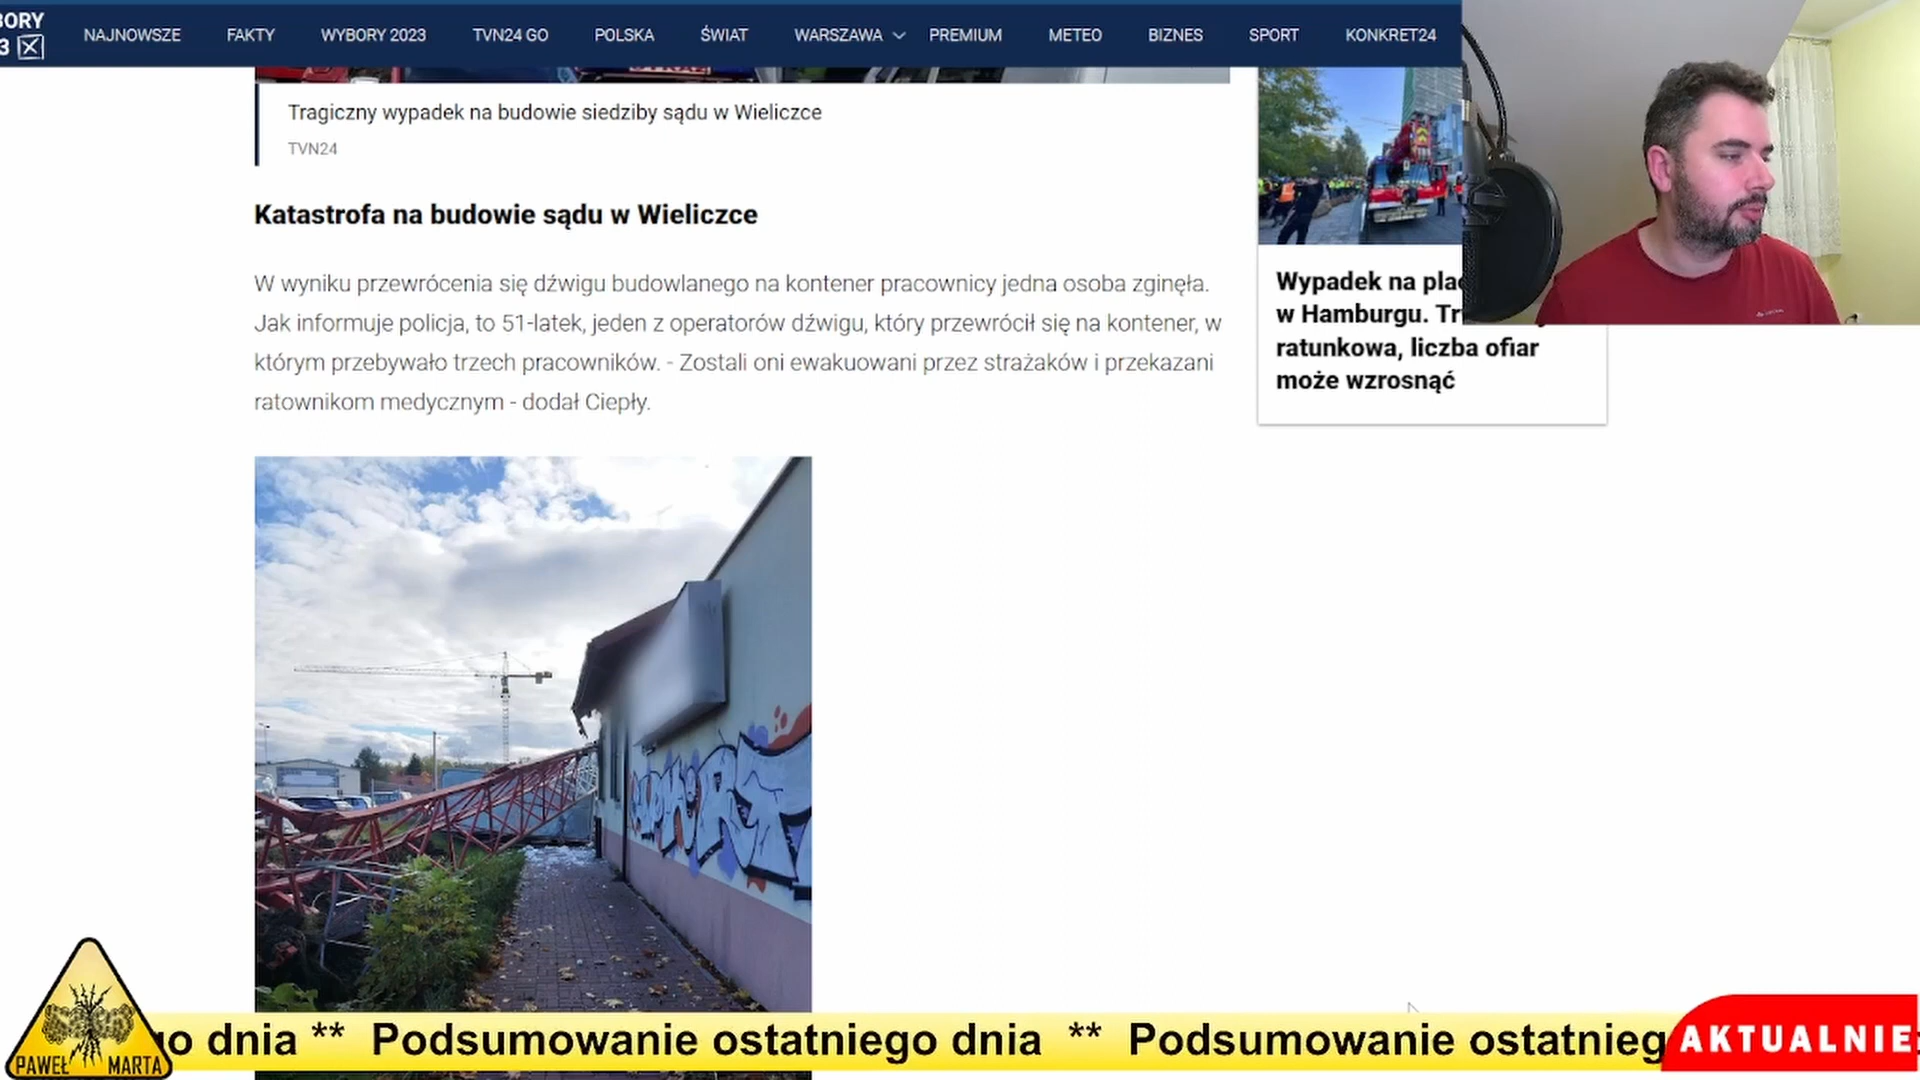 BORY
3
NAJNOWSZE FAKTY WYBORY 2023 TVN24 GO POLSKA ŚWIAT WARSZAWA PREMIUM METEO BIZNES SPORT KONKRET24
Tragiczny wypadek na budowie siedziby sądu w Wieliczce
TVN24
Katastrofa na budowie sądu w Wieliczce
W wyniku przewrócenia się dźwigu budowlanego na kontener pracownicy jedna osoba zginęła.
Jak informuje policja, to 51-latek, jeden z operatorów dźwigu, który przewrócił się na kontener, w
którym przebywało trzech pracowników. - Zostali oni ewakuowani przez strażaków i przekazani
ratownikom medycznym - dodał Ciepły.
Wypadek na pla
w Hamburgu. Tr
ratunkowa, liczba ofiar
może wzrosnąć
go dnia ** Podsumowanie ostatniego dnia ** Podsumowanie ostatnieg
AKTUALNIE
PAWEŁ MARTA